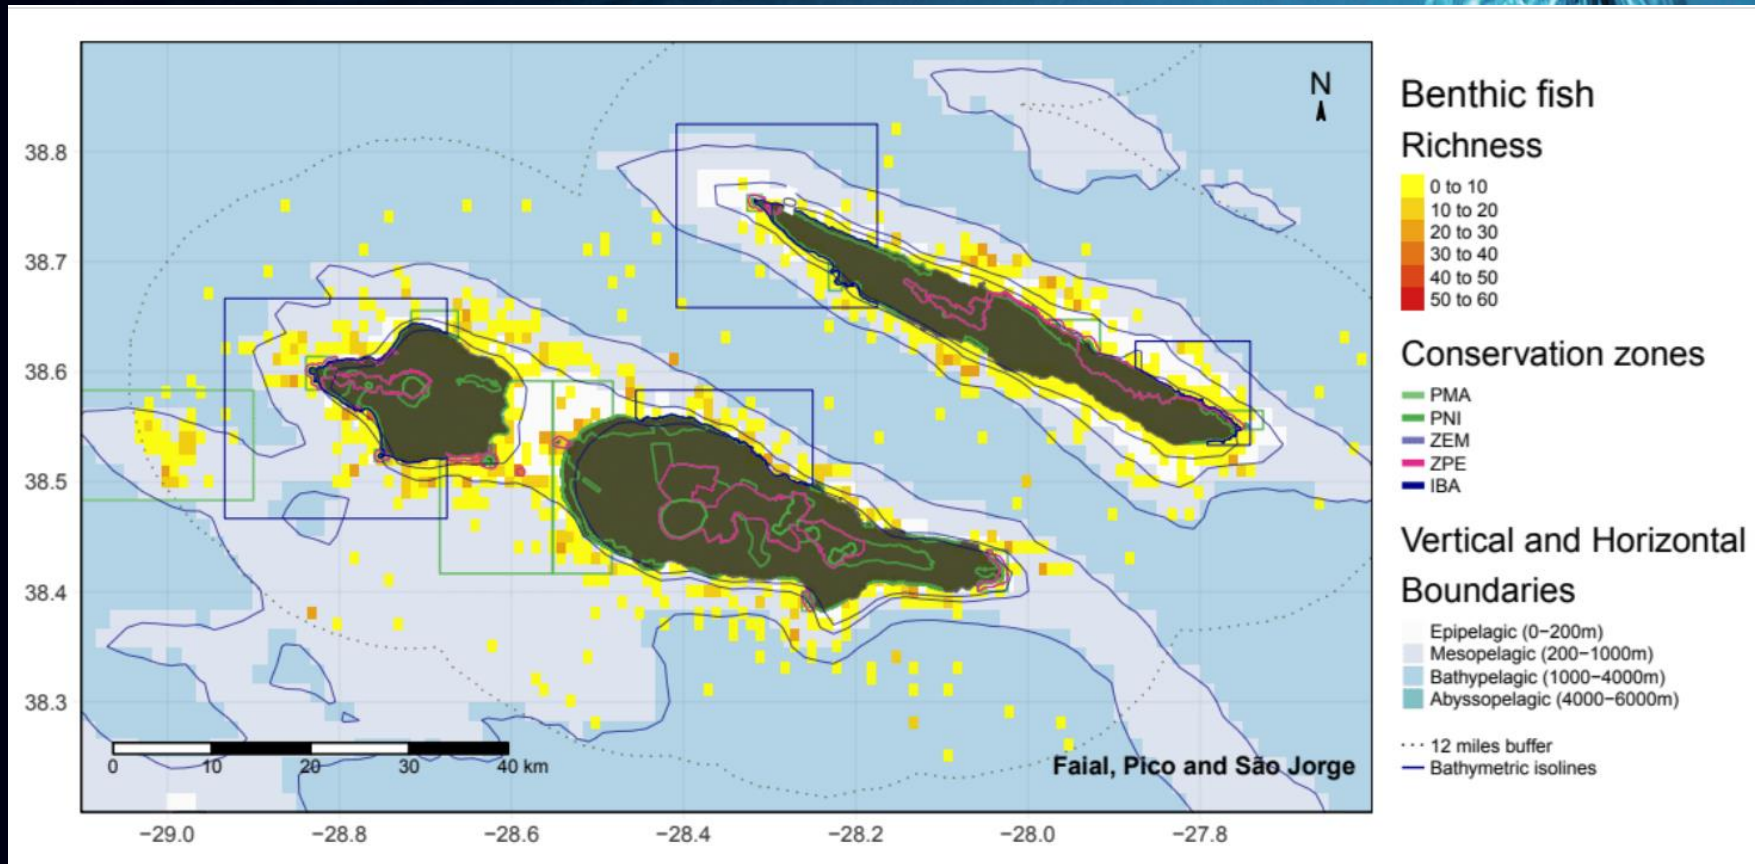 N
38.8
38.7
38.6
38.5
38.4
38.3
0 10 20 30 40 km
Faial, Pico and São Jorge
−29.0 −28.8 −28.6 −28.4 −28.2 −28.0 −27.8
Benthic fish
Richness
0 to 10
10 to 20
20 to 30
30 to 40
40 to 50
50 to 60
Conservation zones
PMA
PNI
ZEM
ZPE
IBA
Vertical and Horizontal
Boundaries
Epipelagic (0−200m)
Mesopelagic (200−1000m)
Bathypelagic (1000−4000m)
Abyssopelagic (4000−6000m)
12 miles buffer
Bathymetric isolines